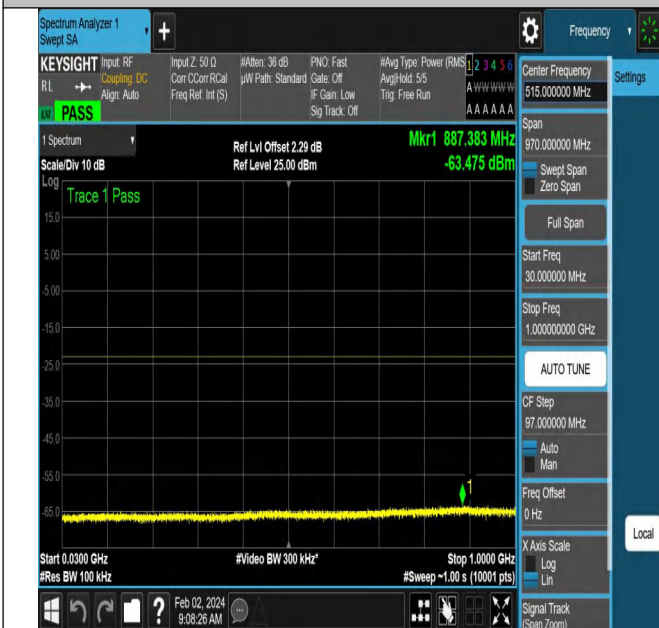 Spectrum Analyzer 1
Swept SA
+
Frequency
KEYSIGHT
Input: RF
Coupling: DC
Align: Auto
Input Z: 50 Ω
Corr CCorr RCal
Freq Ref: Int (S)
#Atten: 36 dB
µW Path: Standard
PNO: Fast
Gate: Off
IF Gain: Low
Sig Track: Off
#Avg Type: Power (RMS
Avg|Hold: 5/5
Trig: Free Run
1 2 3 4 5 6
A W W W W W
A A A A A A
RL
LXI
PASS
1 Spectrum
Scale/Div 10 dB
Ref Lvl Offset 2.29 dB
Ref Level 25.00 dBm
Mkr1 887.383 MHz
-63.475 dBm
Log
Trace 1 Pass
15.0
5.00
-5.00
-15.0
-25.0
-35.0
-45.0
-55.0
-65.0
1
Start 0.0300 GHz
#Res BW 100 kHz
#Video BW 300 kHz*
Stop 1.0000 GHz
#Sweep ~1.00 s (10001 pts)
?
Feb 02, 2024
9:08:26 AM
Center Frequency
515.000000 MHz
Settings
Span
970.000000 MHz
Swept Span
Zero Span
Full Span
Start Freq
30.000000 MHz
Stop Freq
1.000000000 GHz
AUTO TUNE
CF Step
97.000000 MHz
Auto
Man
Freq Offset
0 Hz
Local
X Axis Scale
Log
Lin
Signal Track
(Span Zoom)